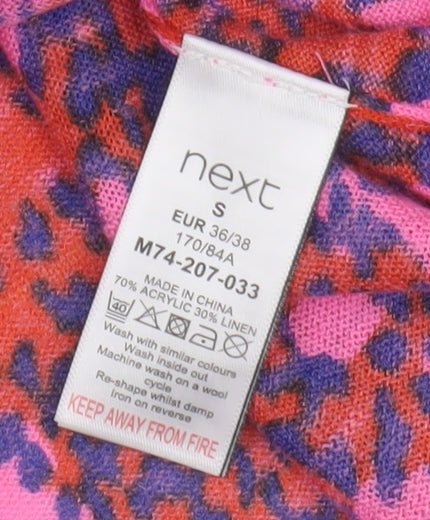 next
S
EUR 36/38
170/84A
M74-207-033
MADE IN CHINA
70% ACRYLIC 30% LINEN
40
Wash with similar colours
Wash inside out
Machine wash on a wool
cycle
Re-shape whilst damp
Iron on reverse
KEEP AWAY FROM FIRE